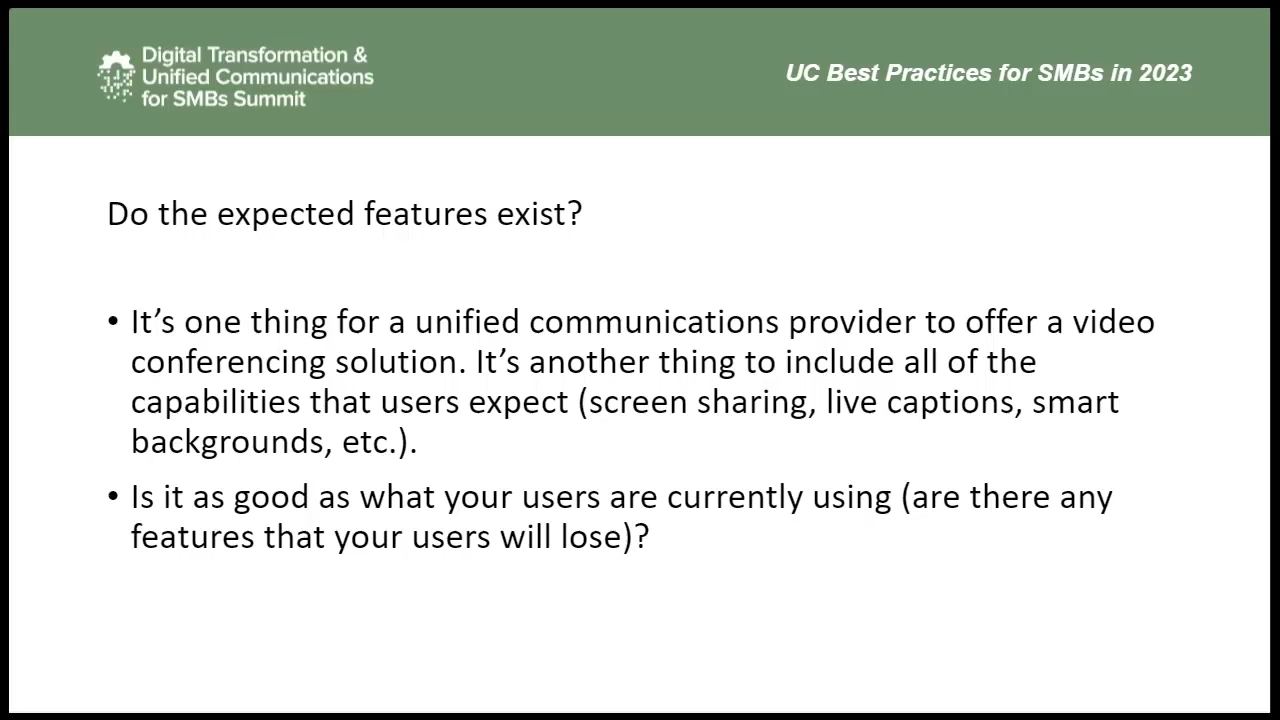 Digital Transformation &
Unified Communications
for SMBs Summit
UC Best Practices for SMBs in 2023
Do the expected features exist?
• It’s one thing for a unified communications provider to offer a video
conferencing solution. It’s another thing to include all of the
capabilities that users expect (screen sharing, live captions, smart
backgrounds, etc.).
• Is it as good as what your users are currently using (are there any
features that your users will lose)?